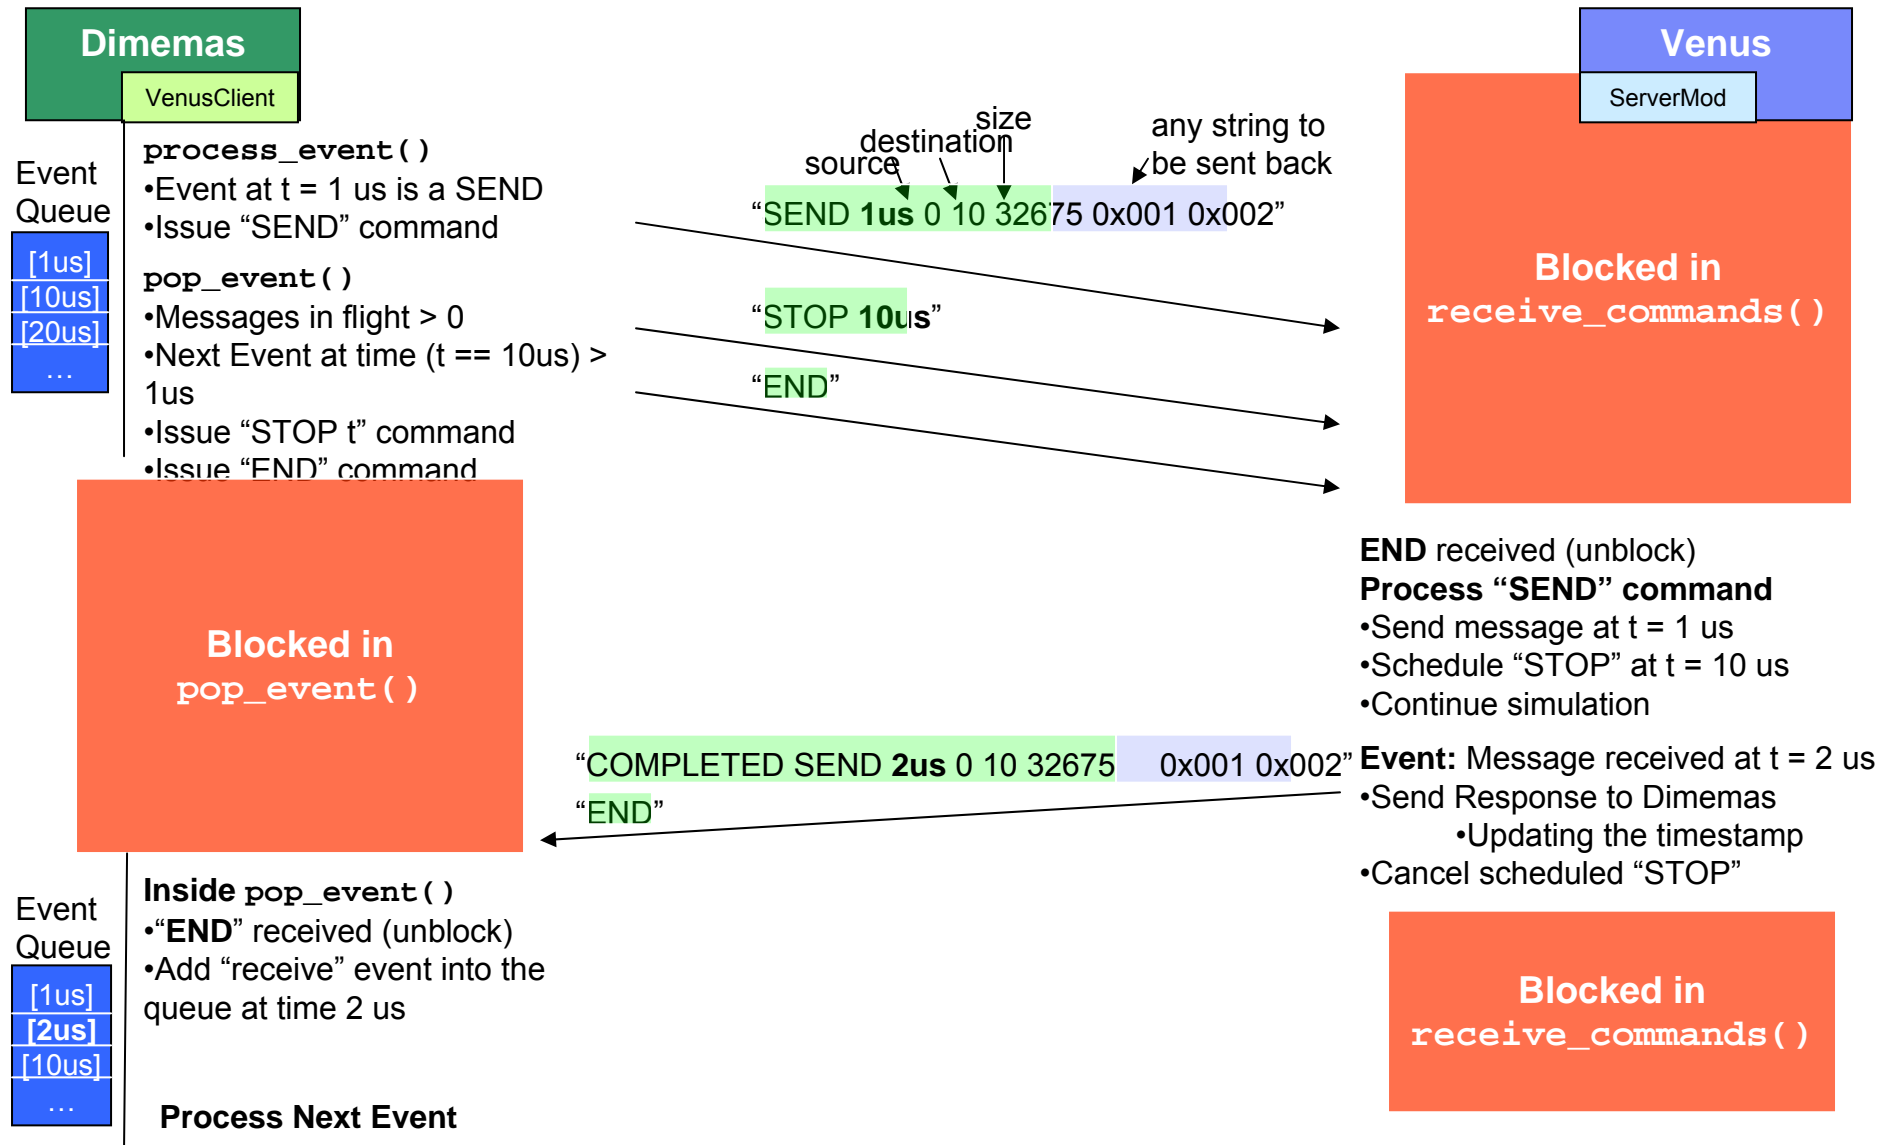 Dimemas
VenusClient
Venus
ServerMod
Event
Queue
[1us]
[10us]
[20us]
...
process_event()
•Event at t = 1 us is a SEND
•Issue “SEND” command
pop_event()
•Messages in flight > 0
•Next Event at time (t == 10us) >
1us
•Issue “STOP t” command
•Issue “END” command
source
destination
size
any string to
be sent back
“SEND 1us 0 10 32675 0x001 0x002”
“STOP 10us”
“END”
Blocked in
receive_commands()
Blocked in
pop_event()
END received (unblock)
Process “SEND” command
•Send message at t = 1 us
•Schedule “STOP” at t = 10 us
•Continue simulation
“COMPLETED SEND 2us 0 10 32675 0x001 0x002”
“END”
Event: Message received at t = 2 us
•Send Response to Dimemas
•Updating the timestamp
•Cancel scheduled “STOP”
Event
Queue
[1us]
[2us]
[10us]
...
Inside pop_event()
•“END” received (unblock)
•Add “receive” event into the
queue at time 2 us
Process Next Event
Blocked in
receive_commands()